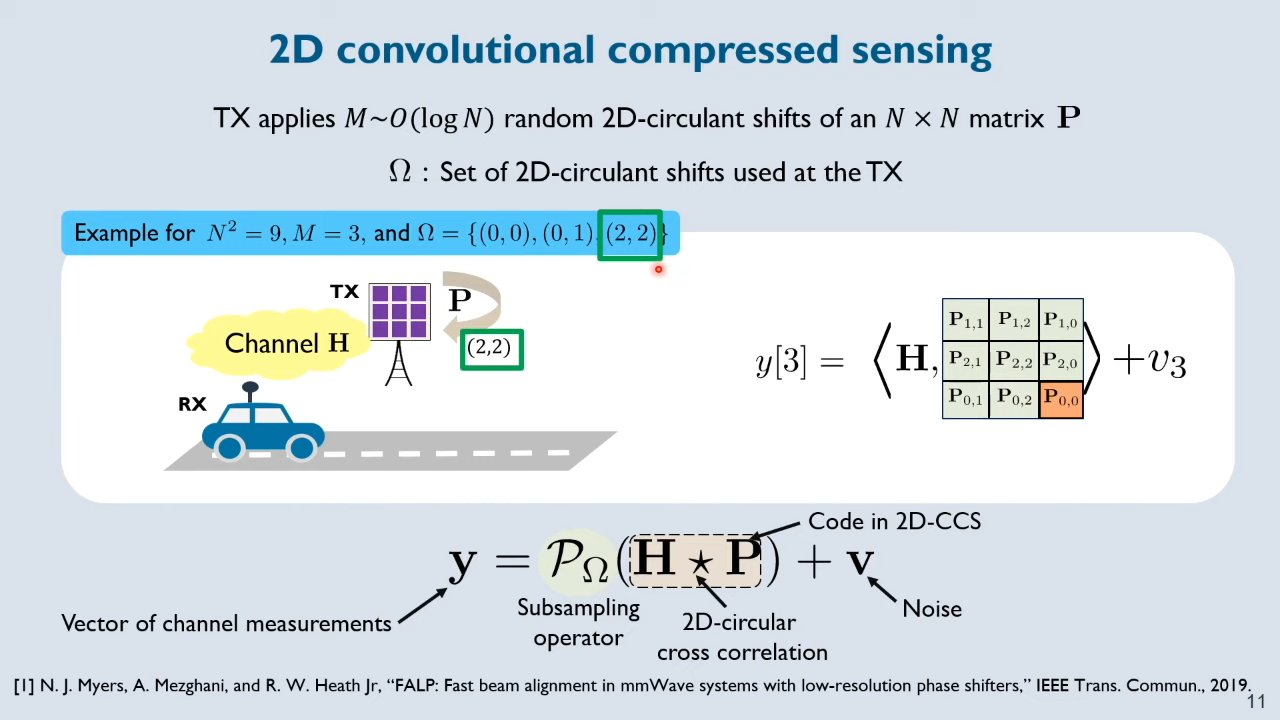 2D convolutional compressed sensing
TX applies M~O(log N) random 2D-circulant shifts of an N × N matrix P
Ω : Set of 2D-circulant shifts used at the TX
Example for N² = 9, M = 3, and Ω = {(0, 0), (0, 1), (2, 2)}
TX
P
(2,2)
Channel H
RX
y[3] = ⟨H, P₁,₁ P₁,₂ P₁,₀ P₂,₁ P₂,₂ P₂,₀ P₀,₁ P₀,₂ P₀,₀⟩ +v₃
Code in 2D-CCS
y = 𝒫_Ω(H ⋆ P) + v
Vector of channel measurements
Subsampling
operator
2D-circular
cross correlation
Noise
[1] N. J. Myers, A. Mezghani, and R. W. Heath Jr, “FALP: Fast beam alignment in mmWave systems with low-resolution phase shifters,” IEEE Trans. Commun., 2019.
11